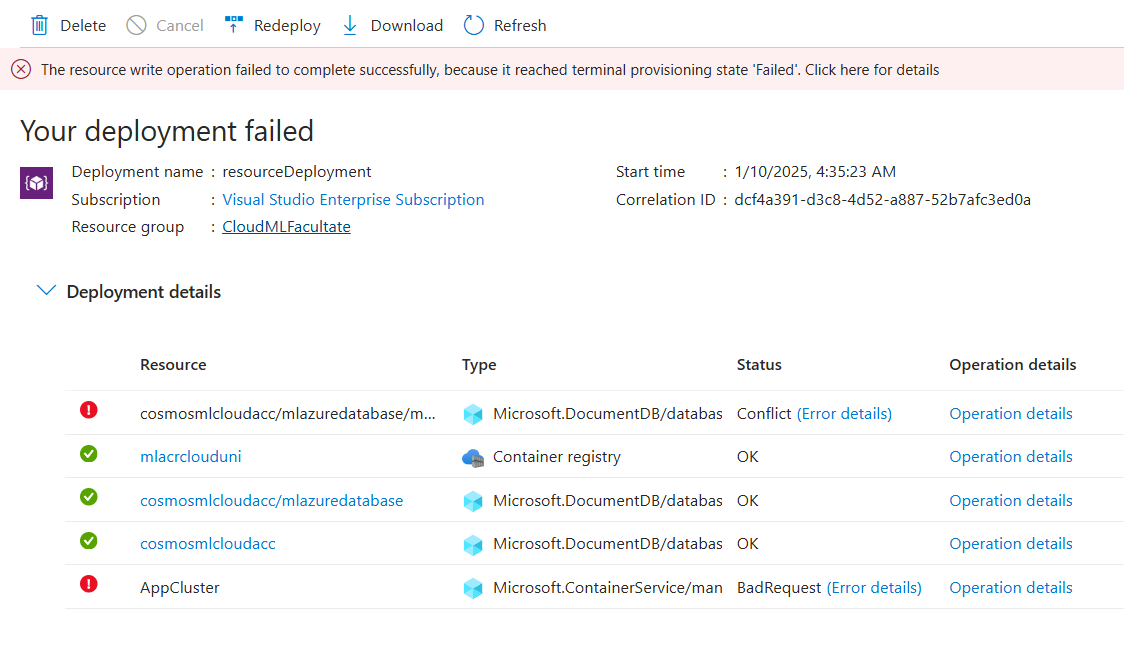 Delete Cancel Redeploy Download Refresh
The resource write operation failed to complete successfully, because it reached terminal provisioning state 'Failed'. Click here for details
Your deployment failed
Deployment name : resourceDeployment Start time : 1/10/2025, 4:35:23 AM
Subscription : Visual Studio Enterprise Subscription Correlation ID : dcf4a391-d3c8-4d52-a887-52b7afc3ed0a
Resource group : CloudMLFacultate
Deployment details
Resource Type Status Operation details
cosmosmlcloudacc/mlazuredatabase/m... Microsoft.DocumentDB/databas Conflict (Error details) Operation details
mlacrclouduni Container registry OK Operation details
cosmosmlcloudacc/mlazuredatabase Microsoft.DocumentDB/databas OK Operation details
cosmosmlcloudacc Microsoft.DocumentDB/databas OK Operation details
AppCluster Microsoft.ContainerService/man BadRequest (Error details) Operation details